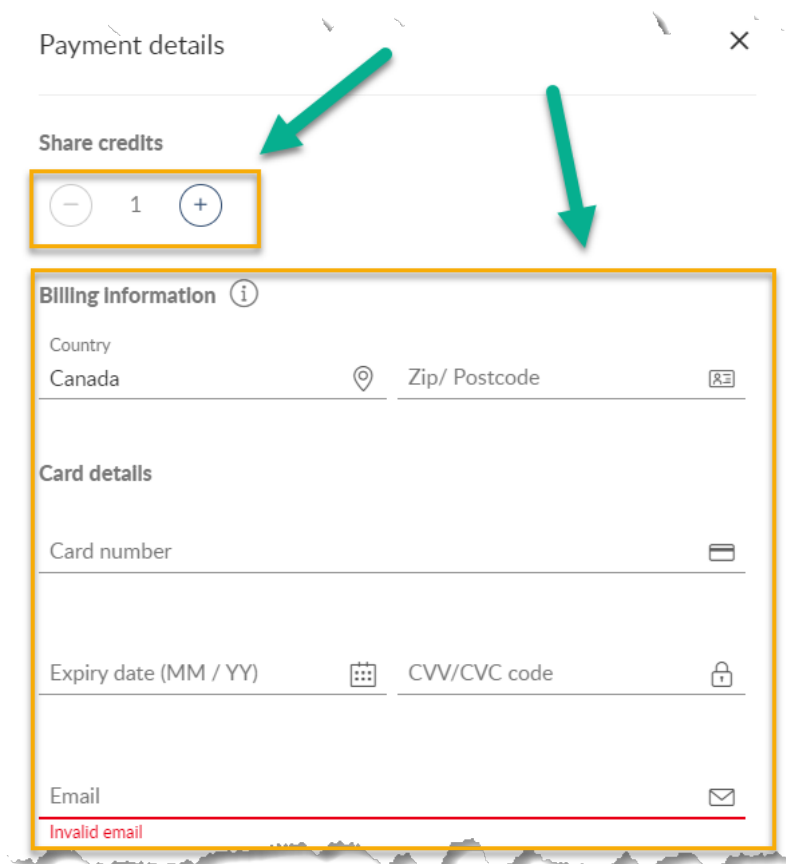 Payment details
Share credits
1
Billing information
Country
Canada
Zip/ Postcode
Card details
Card number
Expiry date (MM / YY)
CVV/CVC code
Email
Invalid email